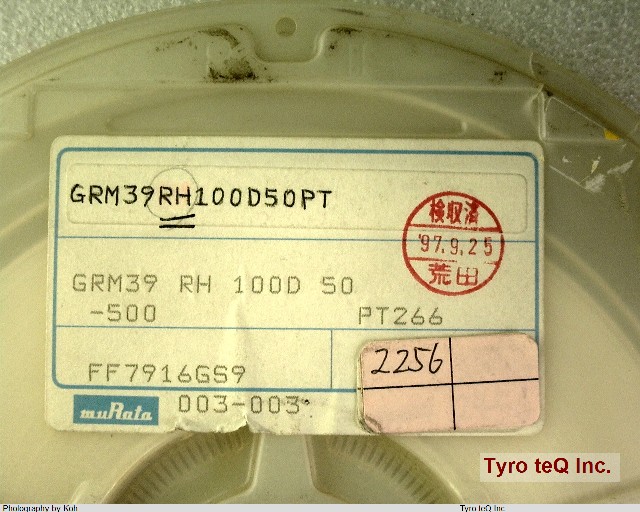 GRM39RH100D50PT
検収済
'97.9.25
荒田
GRM39 RH 100D 50
-500 PT266
2256
FF7916GS9
muRata 003-003
Tyro teQ Inc.
Photography by Koh Tyro teQ Inc